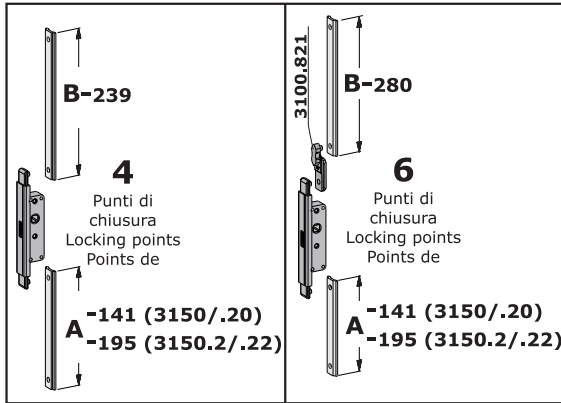 B-239
4
Punti di
chiusura
Locking points
Points de
A -141 (3150/.20)
-195 (3150.2/.22)
3100.821
B-280
6
Punti di
chiusura
Locking points
Points de
A -141 (3150/.20)
-195 (3150.2/.22)